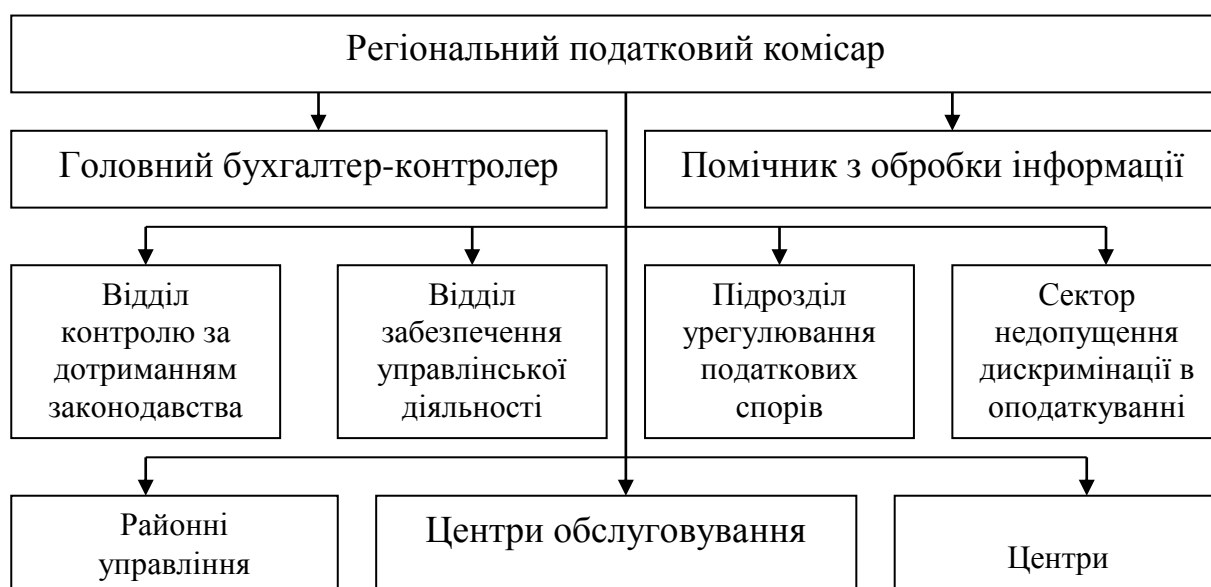 Регіональний податковий комісар
Головний бухгалтер-контролер
Помічник з обробки інформації
Відділ
контролю за
дотриманням
законодавства
Відділ
забезпечення
управлінської
діяльності
Підрозділ
урегулювання
податкових
спорів
Сектор
недопущення
дискримінації в
оподаткуванні
Районні
управління
Центри обслуговування
Центри